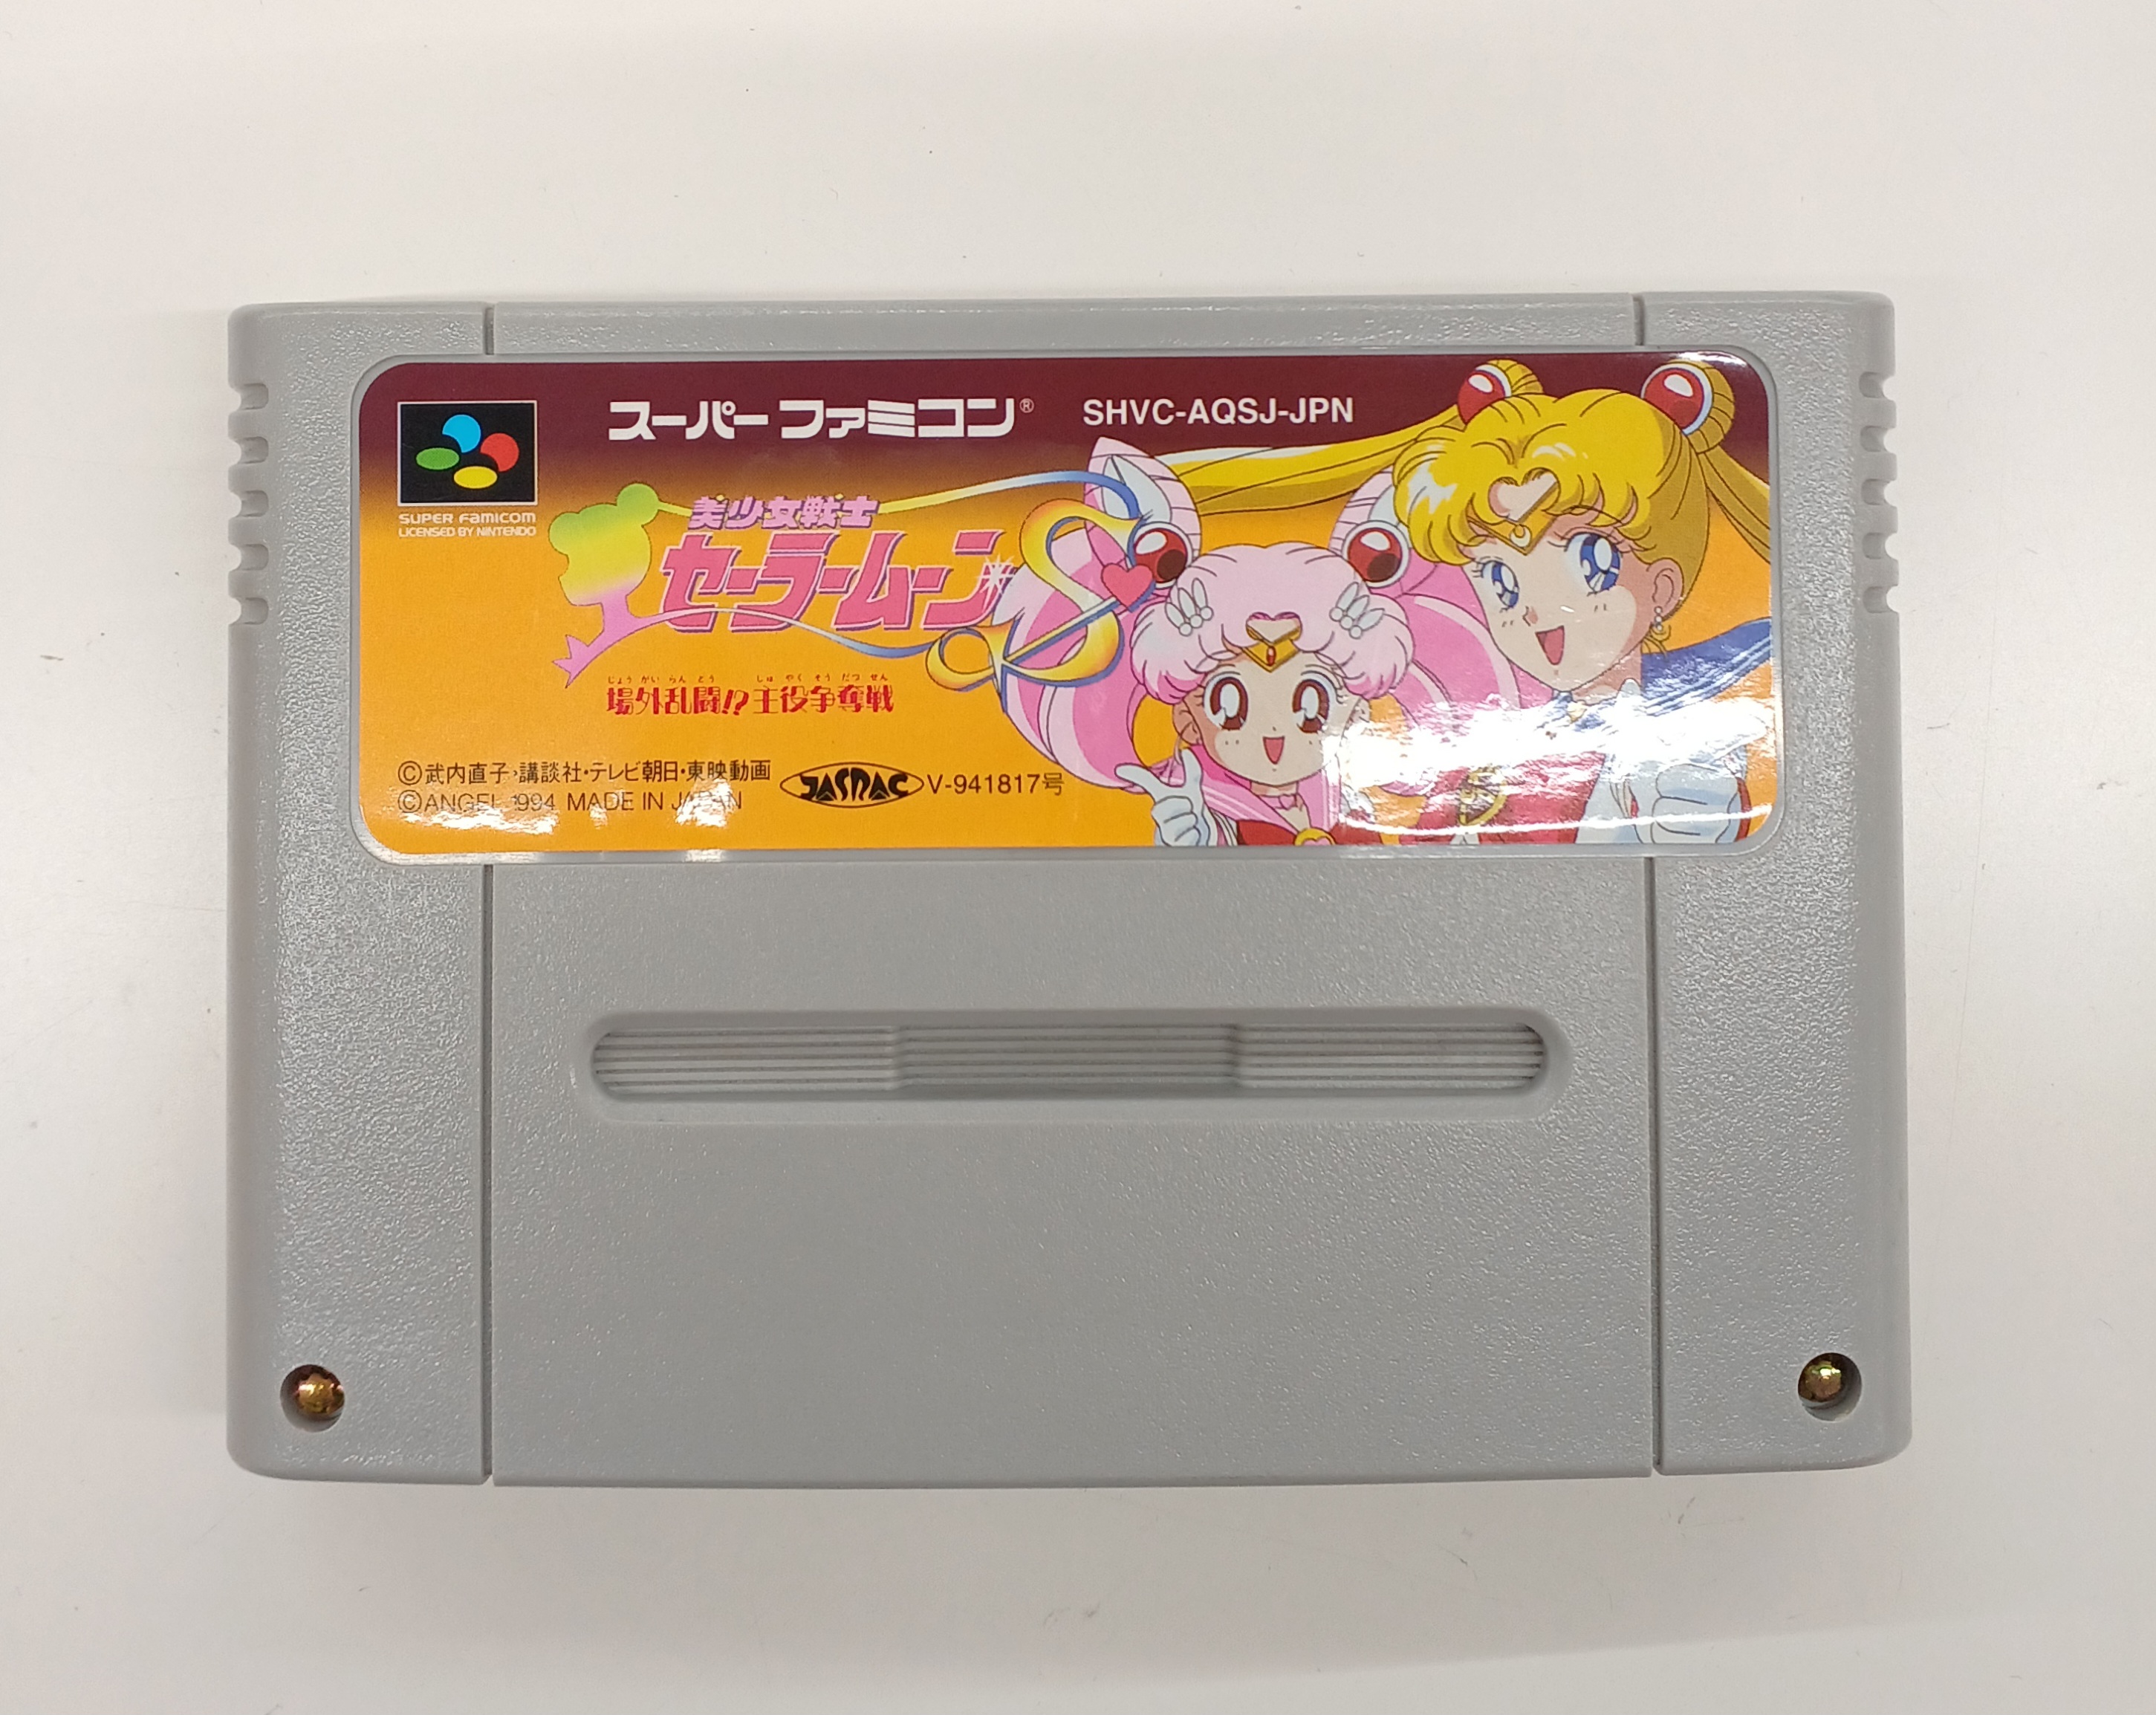 スーパーファミコン®
SHVC-AQSJ-JPN
SUPER FAMICOM
LICENSED BY NINTENDO
美少女戦士
セーラームーンS
じょうがいらんとう しゅやくそうだつせん
場外乱闘!?主役争奪戦
©武内直子・講談社・テレビ朝日・東映動画
©ANGEL 1994 MADE IN JAPAN
JASRAC V-941817号